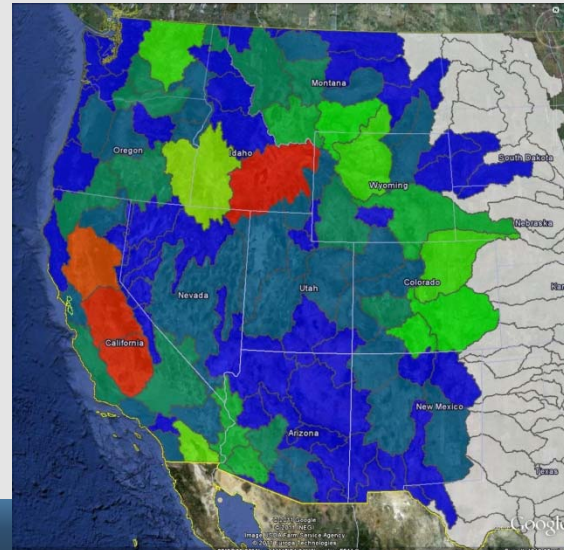 Montana
Oregon
Idaho
South Dakota
Wyoming
Nebraska
Nevada
Utah
Colorado
California
Arizona
New Mexico
Texas
Google